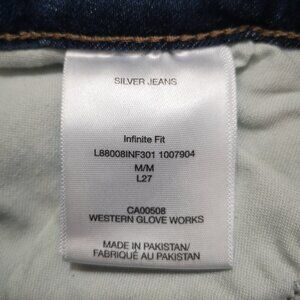 SILVER JEANS
Infinite Fit
L88008INF301 1007904
M/M
L27
CA00508
WESTERN GLOVE WORKS
MADE IN PAKISTAN/
FABRIQUÉ AU PAKISTAN